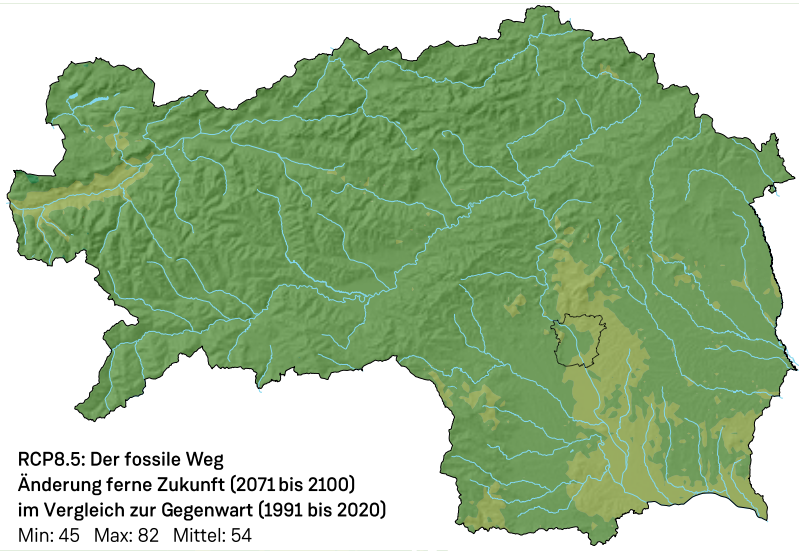 RCP8.5: Der fossile Weg
Änderung ferne Zukunft (2071 bis 2100)
im Vergleich zur Gegenwart (1991 bis 2020)
Min: 45 Max: 82 Mittel: 54